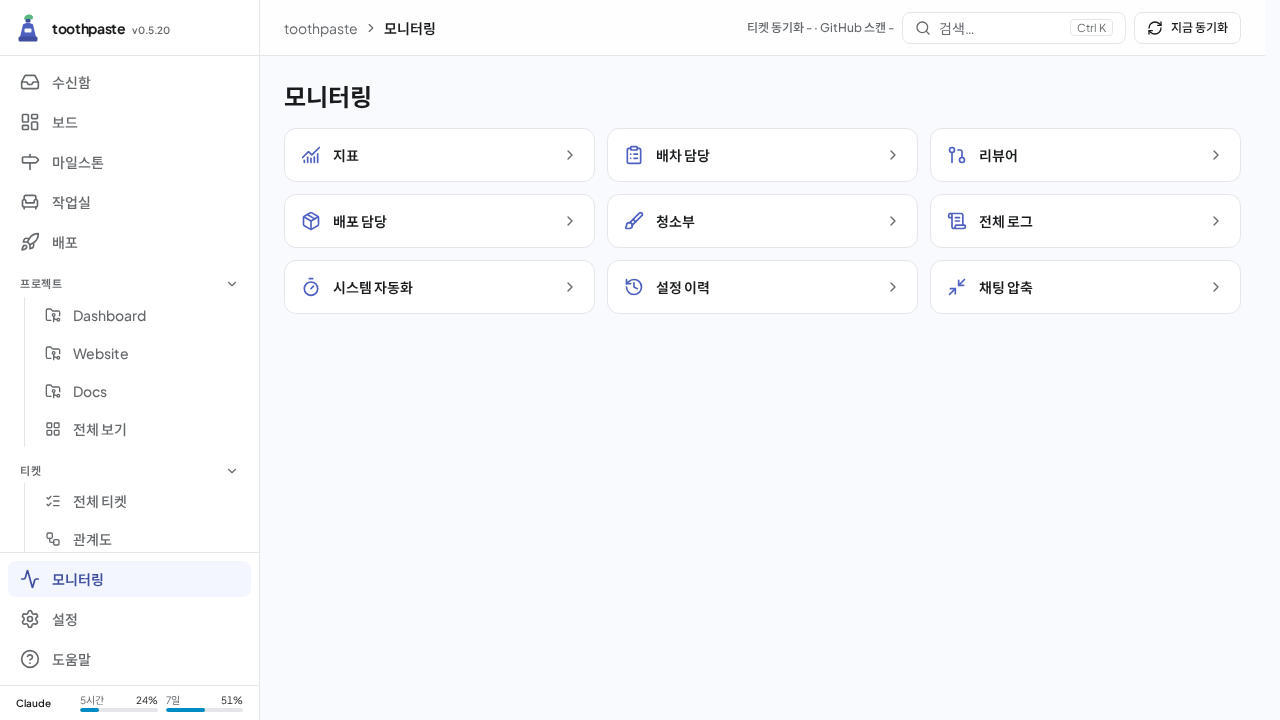 toothpaste v0.5.20
수신함
보드
마일스톤
작업실
배포
프로젝트
Dashboard
Website
Docs
전체 보기
티켓
전체 티켓
관계도
모니터링
설정
도움말
Claude 5시간 24% 7일 51%
toothpaste > 모니터링
티켓 동기화 - · GitHub 스캔 -
검색... Ctrl K
지금 동기화
모니터링
지표
배차 담당
리뷰어
배포 담당
청소부
전체 로그
시스템 자동화
설정 이력
채팅 압축